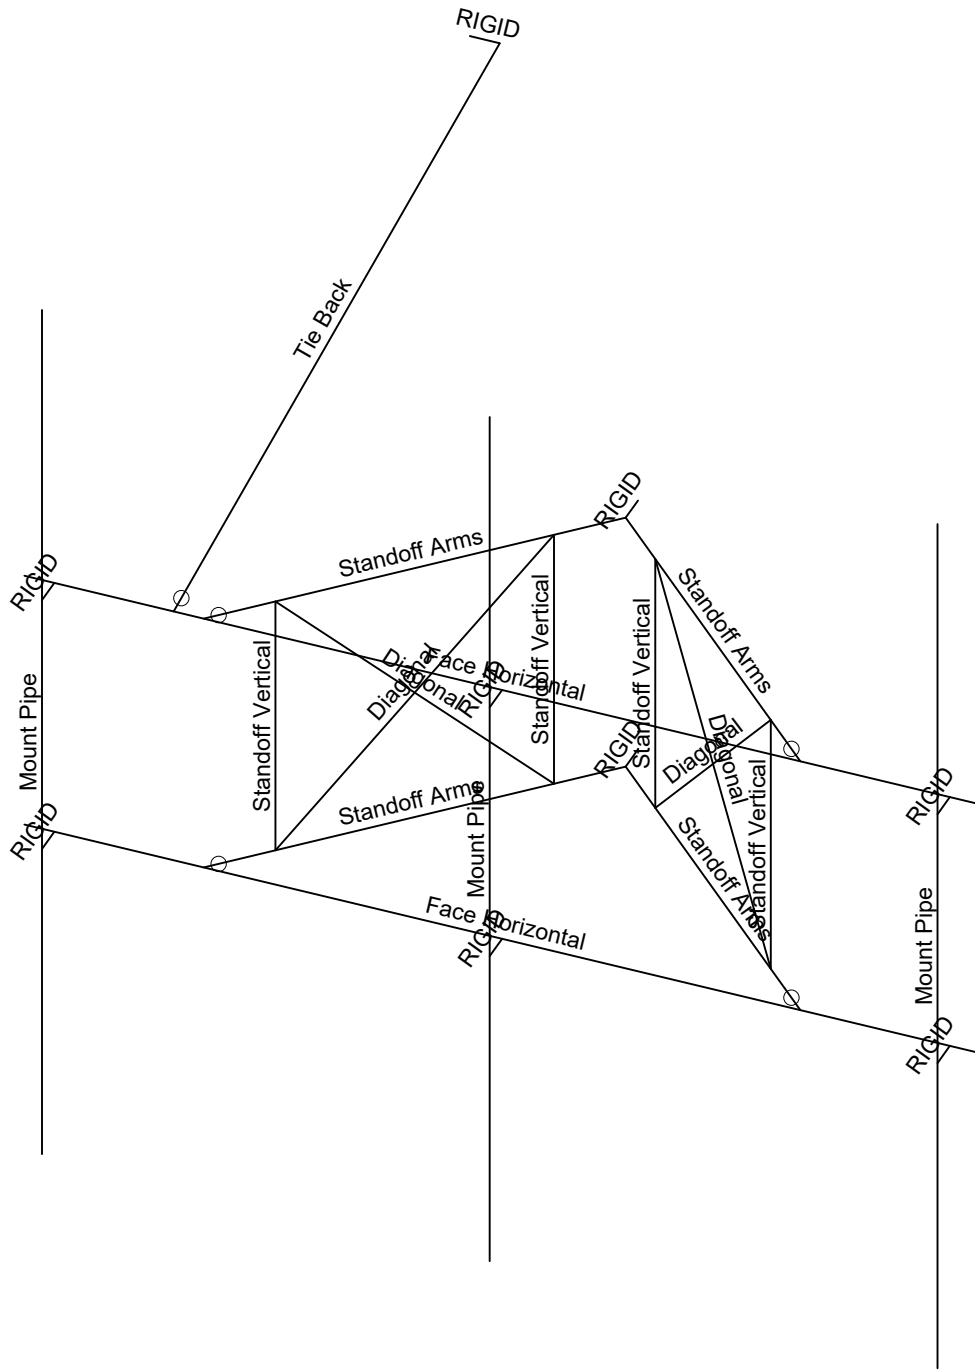 RIGID
Tie Back
RIGID
Standoff Arms
RIGID
Standoff Arms
Standoff Vertical
Standoff Vertical
Standoff Vertical
Face Horizontal
Diagonal
Diagonal
RIGID
Mount Pipe
RIGID
Diagonal
Diagonal
Standoff Vertical
RIGID
Standoff Arms
Mount Pipe
RIGID
Standoff Arms
Face Horizontal
RIGID
Mount Pipe
RIGID